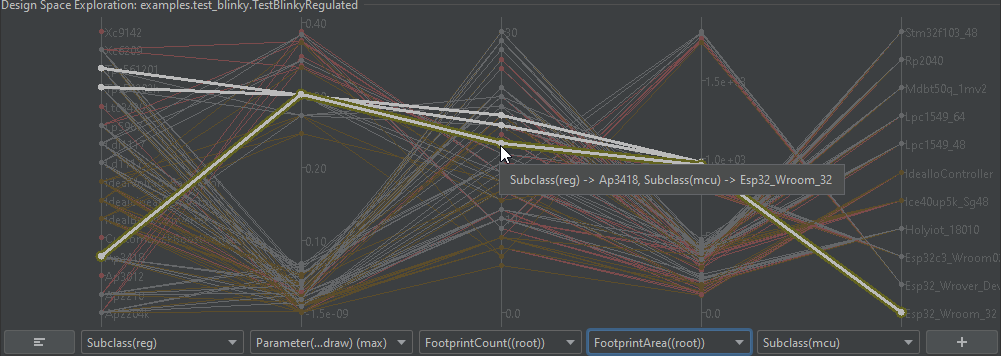 Design Space Exploration: examples.test_blinky.TestBlinkyRegulated
Xc9142
Xc6209
561201
Ap3418
Ap3012
Ap2210
Ap2204k
0.40
0.20
0.10
-1.5e-09
30
0.0
1.5e+03
1.0e+03
0.0
Stm32f103_48
Rp2040
Mdbt50q_1mv2
Lpc1549_64
Lpc1549_48
IdealIoController
Ice40up5k_Sg48
Holyiot_18010
Esp32c3_Wroom02
Esp32_Wrover_Dev
Esp32_Wroom_32
Subclass(reg) -> Ap3418, Subclass(mcu) -> Esp32_Wroom_32
Subclass(reg)
Parameter(...draw) (max)
FootprintCount((root))
FootprintArea((root))
Subclass(mcu)
+